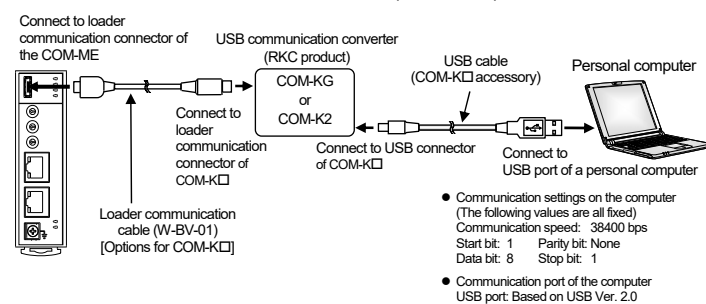 Connect to loader
communication connector of
the COM-ME
USB communication converter
(RKC product)
COM-KG
or
COM-K2
USB cable
(COM-K□ accessory)
Personal computer
Connect to
loader
communication
connector of
COM-K□
Connect to USB connector
of COM-K□
Connect to
USB port of a personal computer
Loader communication
cable (W-BV-01)
[Options for COM-K□]
● Communication settings on the computer
(The following values are all fixed)
Communication speed: 38400 bps
Start bit: 1 Parity bit: None
Data bit: 8 Stop bit: 1
● Communication port of the computer
USB port: Based on USB Ver. 2.0